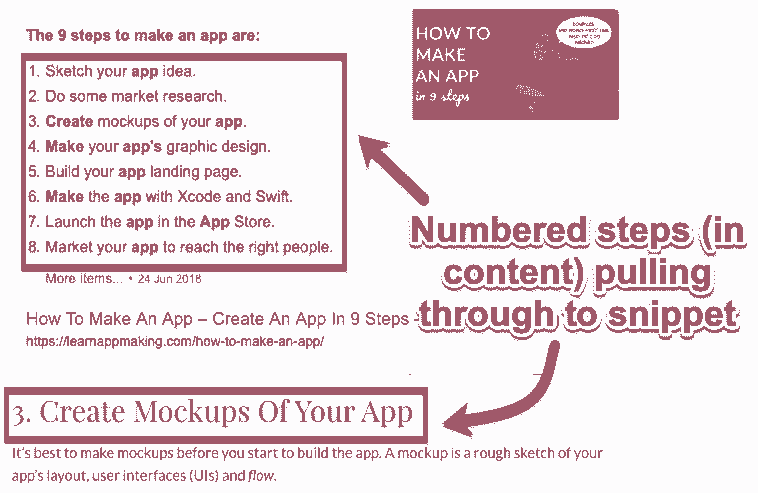 The 9 steps to make an app are:
1. Sketch your app idea.
2. Do some market research.
3. Create mockups of your app.
4. Make your app's graphic design.
5. Build your app landing page.
6. Make the app with Xcode and Swift.
7. Launch the app in the App Store.
8. Market your app to reach the right people.
More items... • 24 Jun 2018
HOW TO
MAKE
AN APP
in 9 steps
Numbered steps (in
content) pulling
through to snippet
How To Make An App – Create An App In 9 Steps -
https://learnappmaking.com/how-to-make-an-app/
3. Create Mockups Of Your App
It's best to make mockups before you start to build the app. A mockup is a rough sketch of your
app's layout, user interfaces (UIs) and flow.